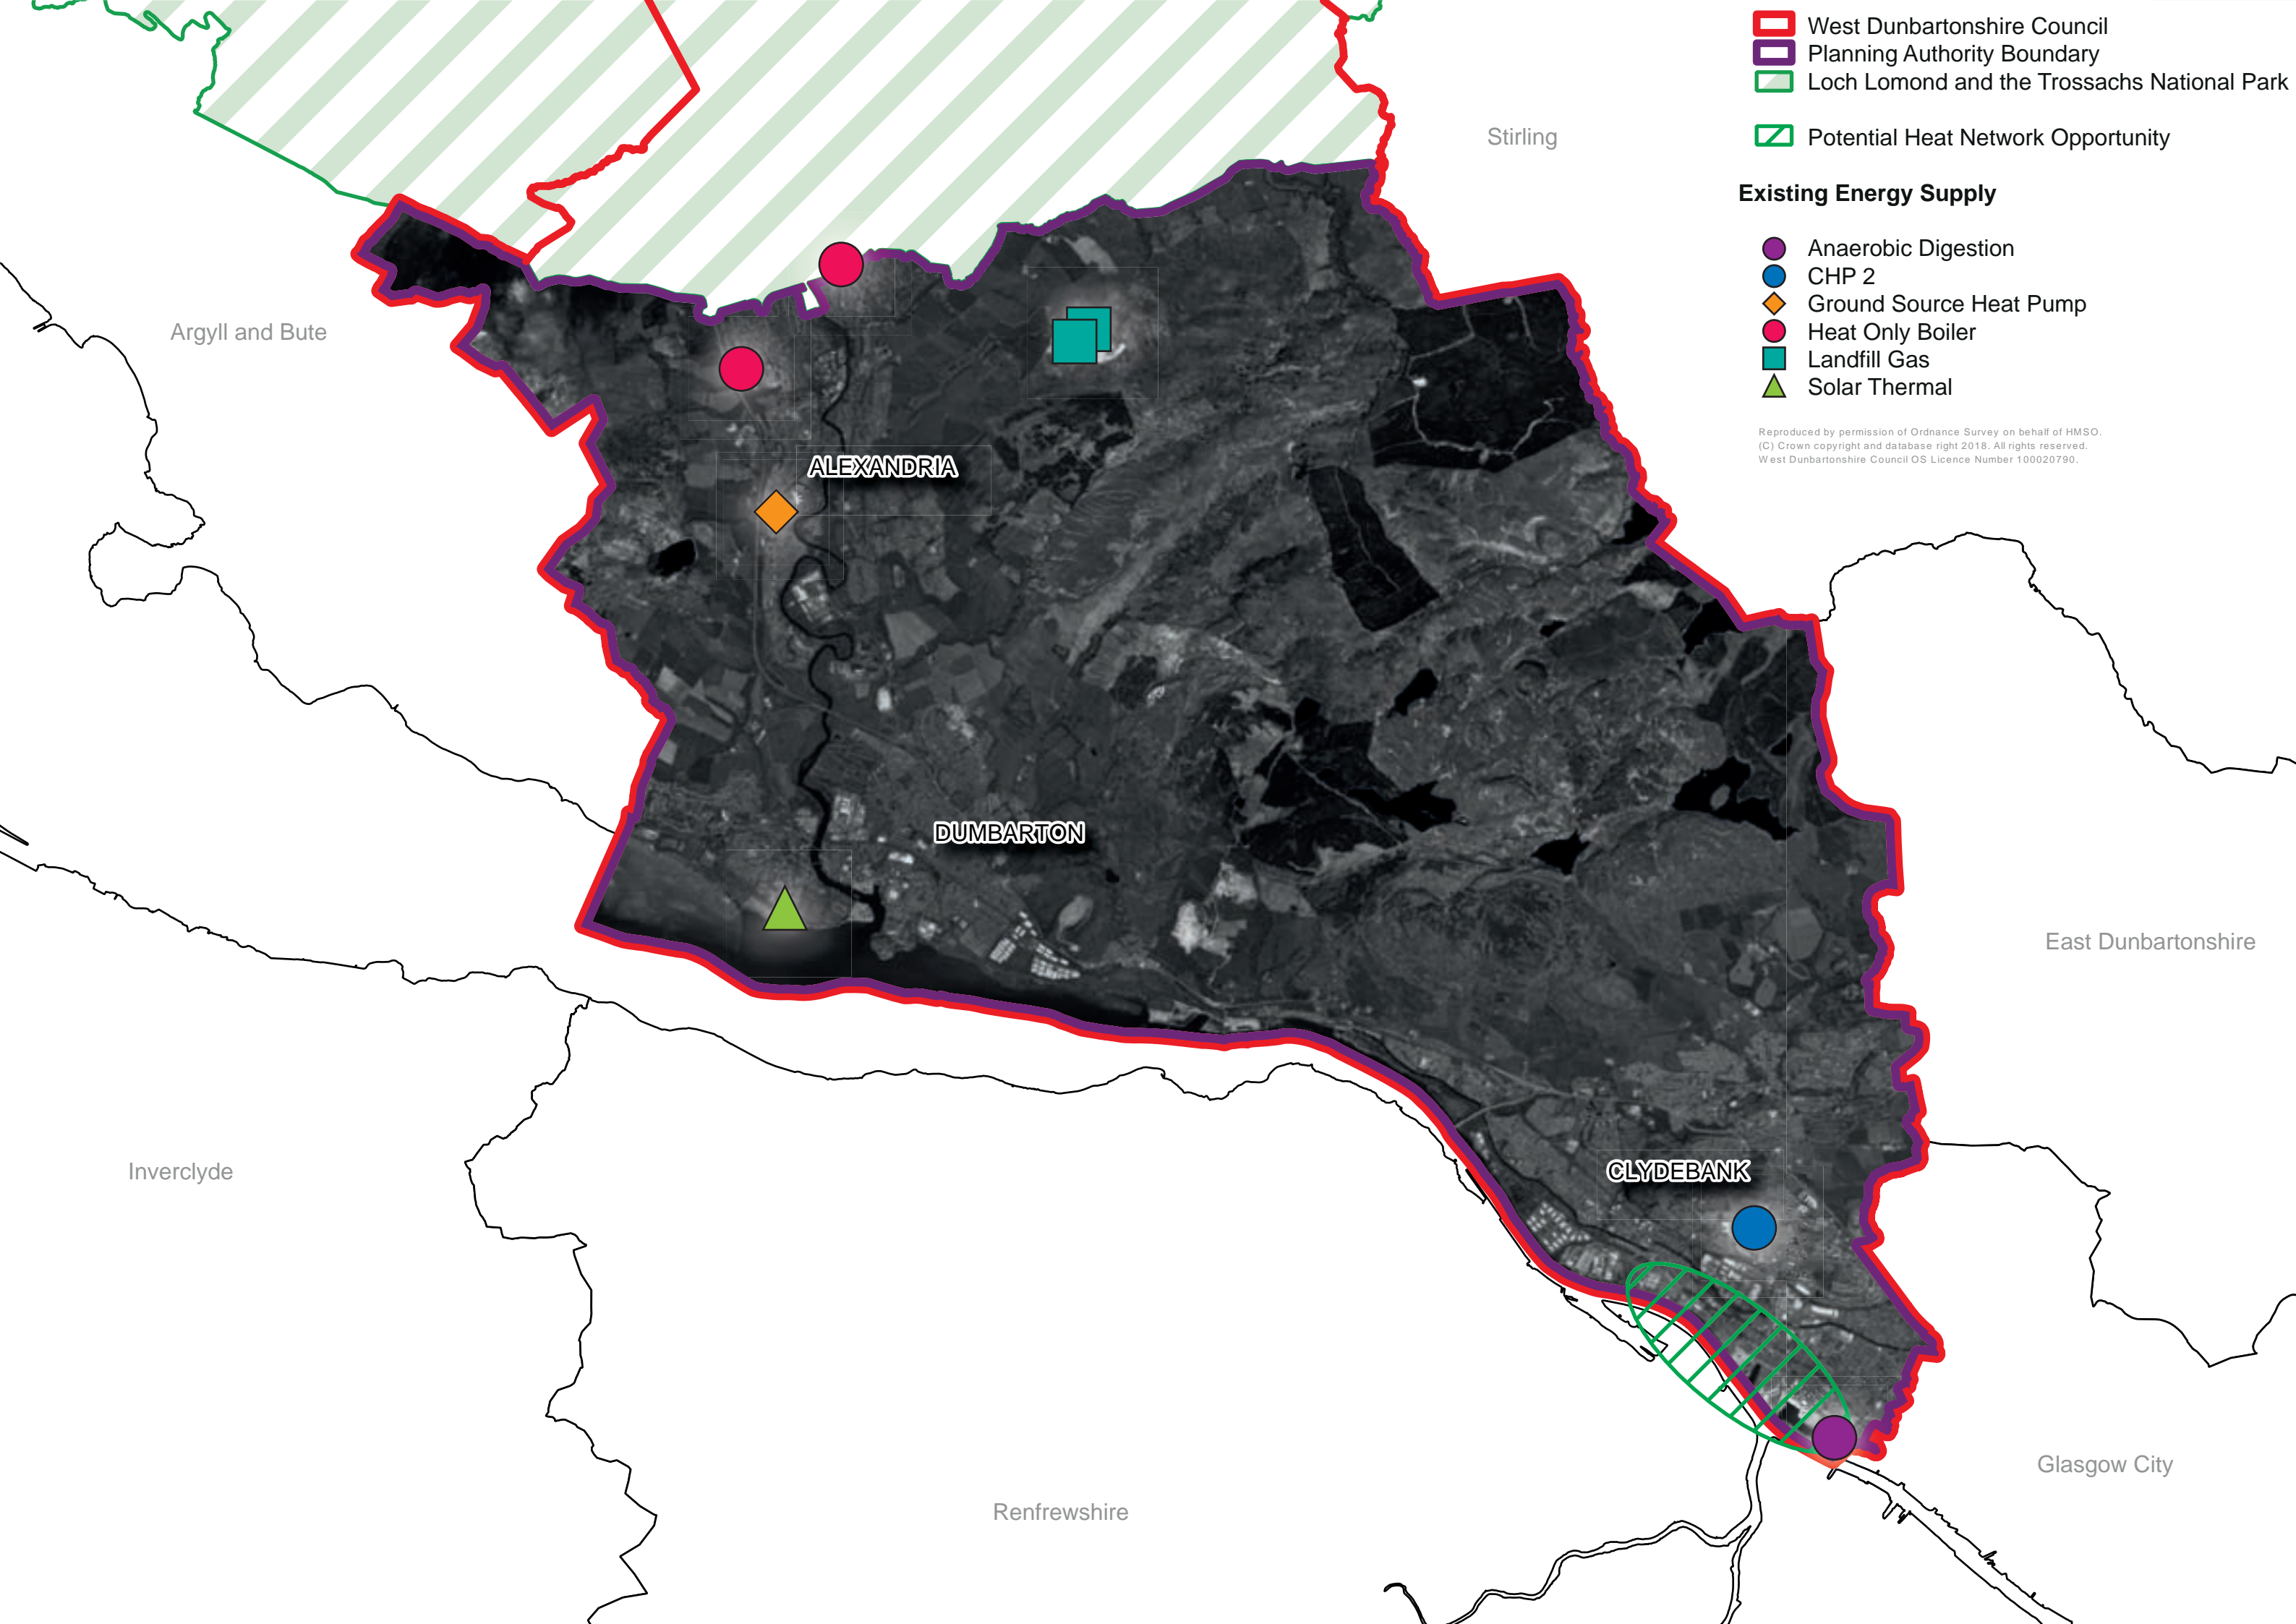 West Dunbartonshire Council
Planning Authority Boundary
Loch Lomond and the Trossachs National Park
Potential Heat Network Opportunity
Existing Energy Supply
Anaerobic Digestion
CHP 2
Ground Source Heat Pump
Heat Only Boiler
Landfill Gas
Solar Thermal
Reproduced by permission of Ordnance Survey on behalf of HMSO.
(C) Crown copyright and database right 2018. All rights reserved.
West Dunbartonshire Council OS Licence Number 100020790.
Stirling
Argyll and Bute
ALEXANDRIA
DUMBARTON
East Dunbartonshire
Inverclyde
CLYDEBANK
Glasgow City
Renfrewshire